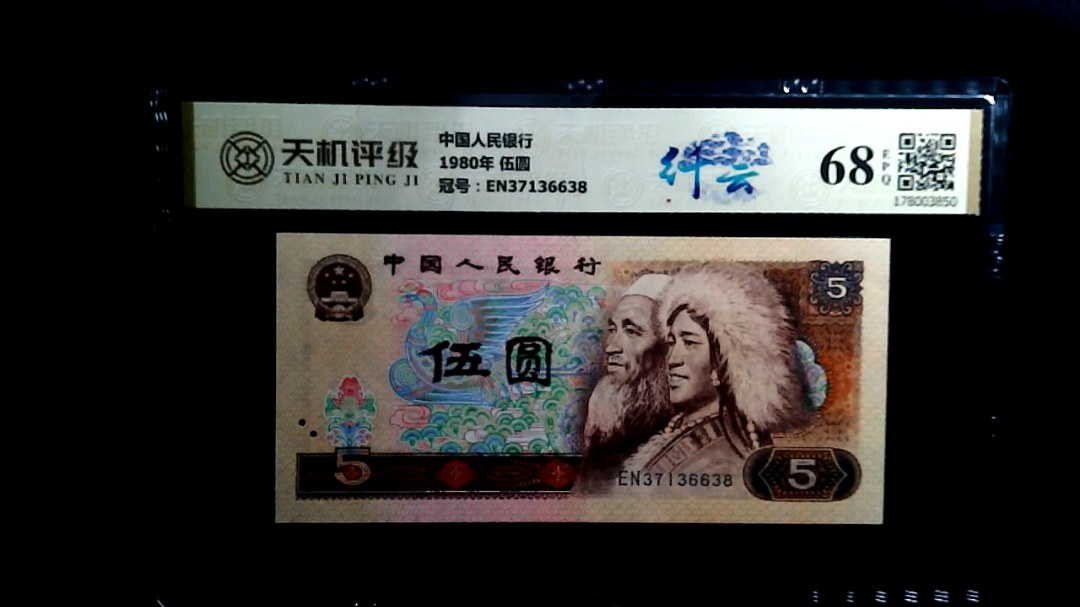 天机评级
TIAN JI PING JI
中国人民银行
1980年 伍圆
冠号：EN37136638
纤云
68
EPQ
178003850
中国人民银行
5
伍圆
5
EN37136638
5